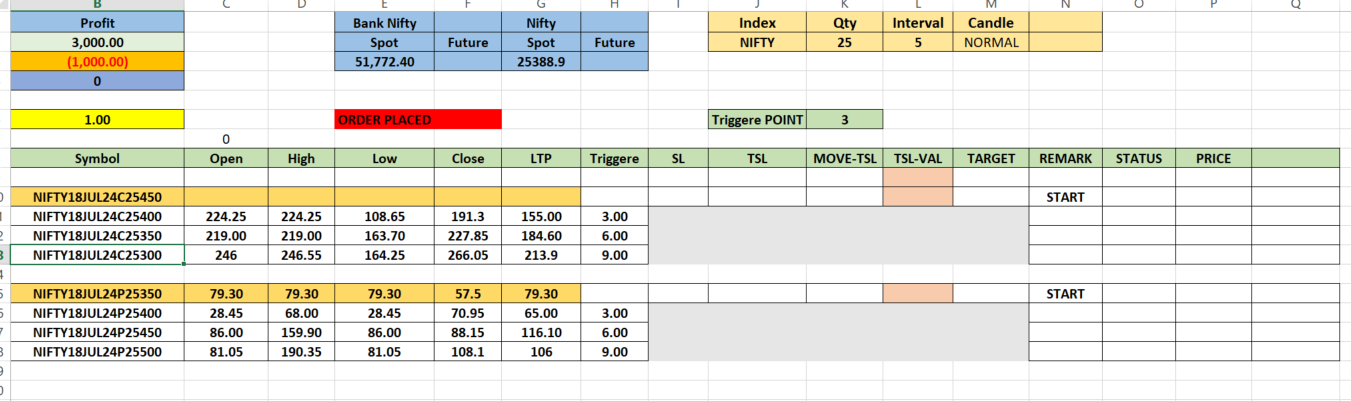 B C D E F G H I J K L M N O P Q
Profit Bank Nifty Nifty Index Qty Interval Candle
3,000.00 Spot Future Spot Future NIFTY 25 5 NORMAL
(1,000.00) 51,772.40 25388.9
0
1.00 ORDER PLACED Triggere POINT 3
0
Symbol Open High Low Close LTP Triggere SL TSL MOVE-TSL TSL-VAL TARGET REMARK STATUS PRICE
NIFTY18JUL24C25450 START
NIFTY18JUL24C25400 224.25 224.25 108.65 191.3 155.00 3.00
NIFTY18JUL24C25350 219.00 219.00 163.70 227.85 184.60 6.00
NIFTY18JUL24C25300 246 246.55 164.25 266.05 213.9 9.00
NIFTY18JUL24P25350 79.30 79.30 79.30 57.5 79.30 START
NIFTY18JUL24P25400 28.45 68.00 28.45 70.95 65.00 3.00
NIFTY18JUL24P25450 86.00 159.90 86.00 88.15 116.10 6.00
NIFTY18JUL24P25500 81.05 190.35 81.05 108.1 106 9.00